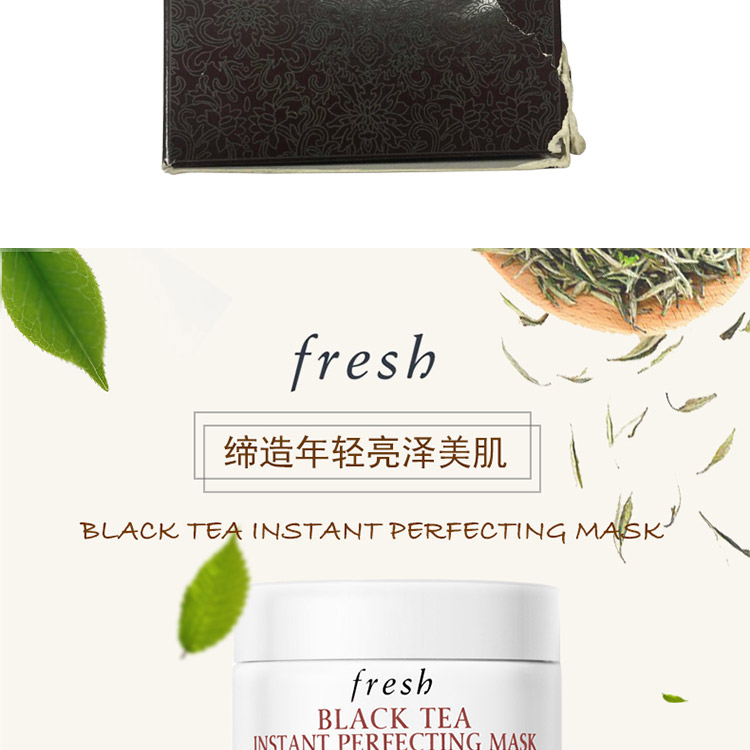 fresh
缔造年轻亮泽美肌
BLACK TEA INSTANT PERFECTING MASK
fresh
BLACK TEA
INSTANT PERFECTING MASK